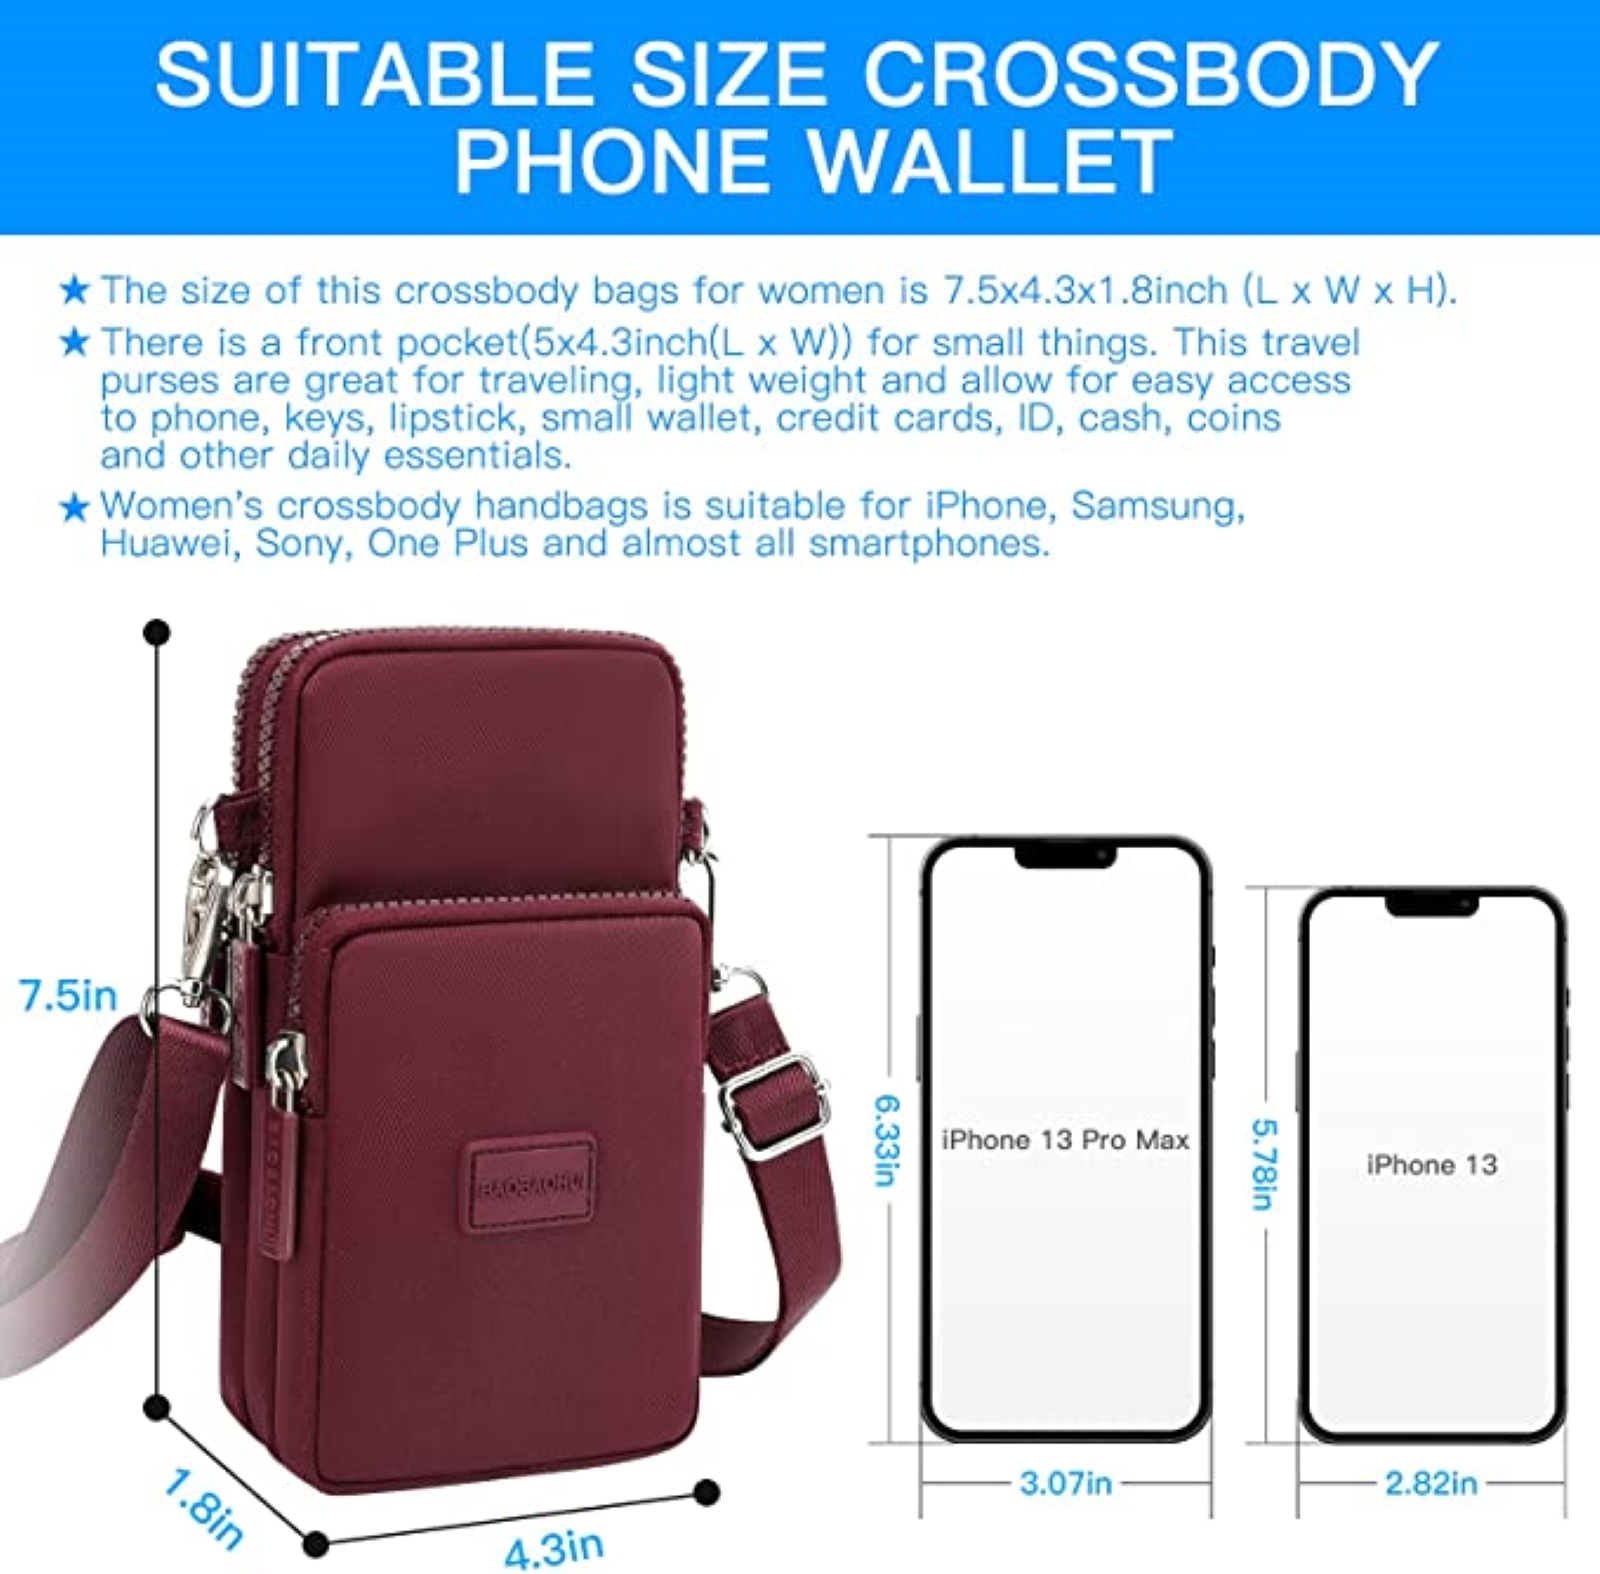 SUITABLE SIZE CROSSBODY
PHONE WALLET
★ The size of this crossbody bags for women is 7.5x4.3x1.8inch (L x W x H).
★ There is a front pocket(5x4.3inch(L x W)) for small things. This travel
purses are great for traveling, light weight and allow for easy access
to phone, keys, lipstick, small wallet, credit cards, ID, cash, coins
and other daily essentials.
★ Women's crossbody handbags is suitable for iPhone, Samsung,
Huawei, Sony, One Plus and almost all smartphones.
7.5in
1.8in
4.3in
BAOBAOHU
6.33in
iPhone 13 Pro Max
3.07in
5.78in
iPhone 13
2.82in